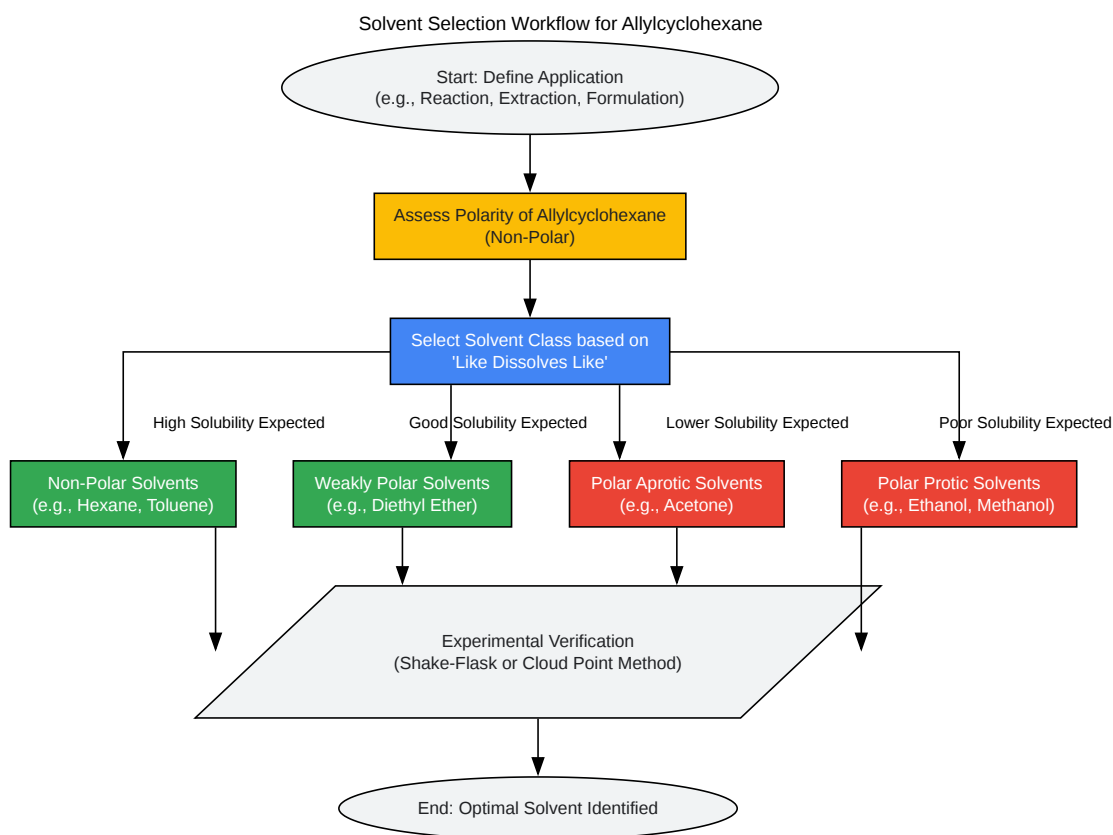 Solvent Selection Workflow for Allylcyclohexane
Start: Define Application
(e.g., Reaction, Extraction, Formulation)
Assess Polarity of Allylcyclohexane
(Non-Polar)
Select Solvent Class based on
'Like Dissolves Like'
High Solubility Expected
Good Solubility Expected
Lower Solubility Expected
Poor Solubility Expected
Non-Polar Solvents
(e.g., Hexane, Toluene)
Weakly Polar Solvents
(e.g., Diethyl Ether)
Polar Aprotic Solvents
(e.g., Acetone)
Polar Protic Solvents
(e.g., Ethanol, Methanol)
Experimental Verification
(Shake-Flask or Cloud Point Method)
End: Optimal Solvent Identified